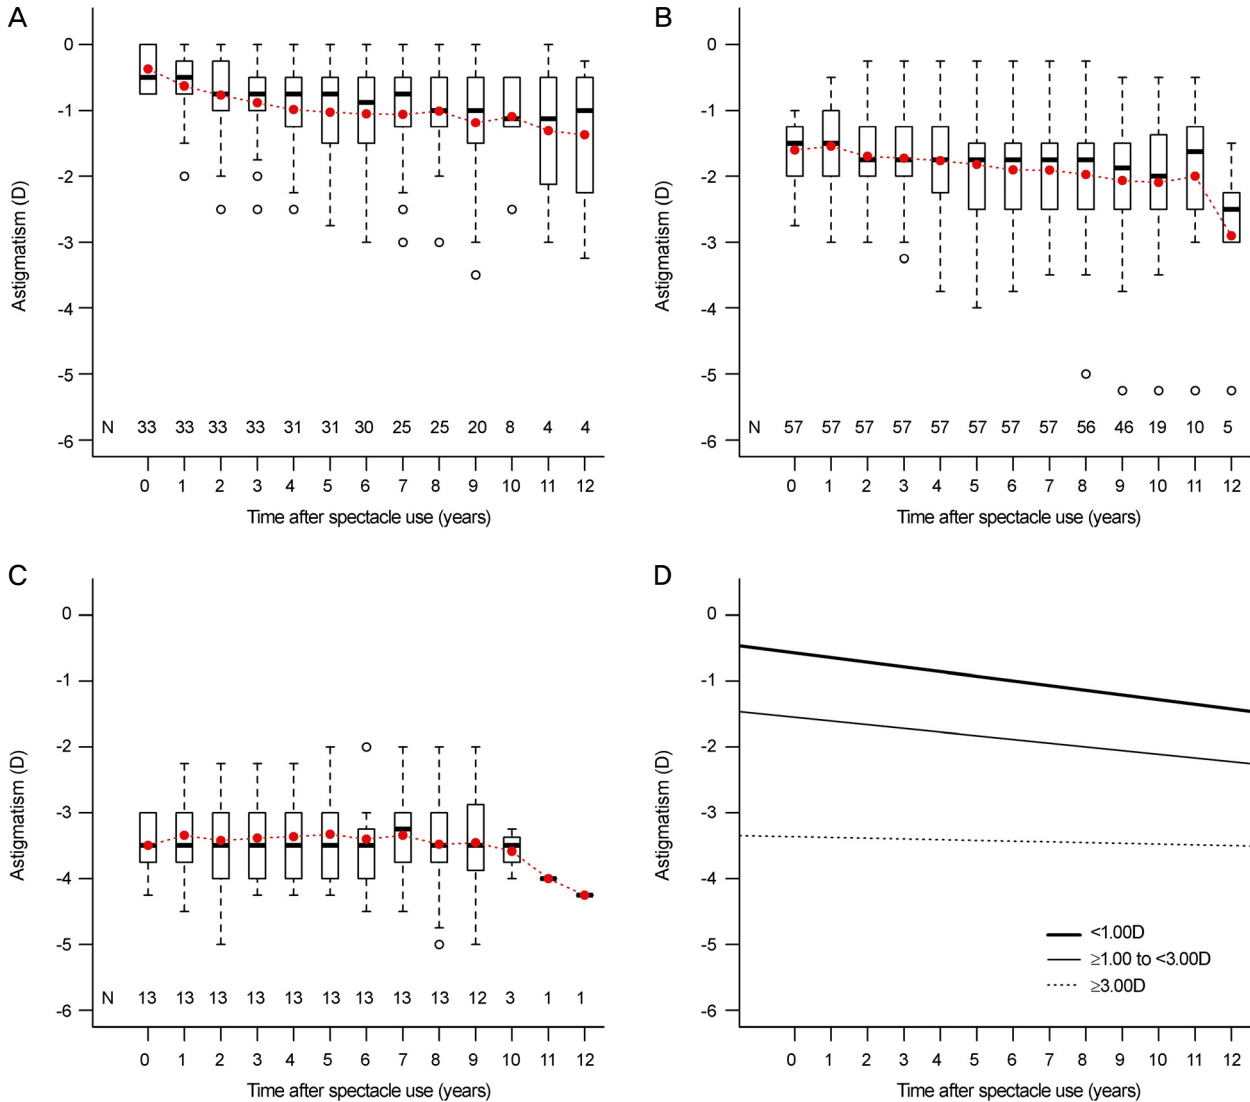 A
Astigmatism (D)
0
-1
-2
-3
-4
-5
-6
N 33 33 33 33 31 31 30 25 25 20 8 4 4
0 1 2 3 4 5 6 7 8 9 10 11 12
Time after spectacle use (years)
B
Astigmatism (D)
0
-1
-2
-3
-4
-5
-6
N 57 57 57 57 57 57 57 57 56 46 19 10 5
0 1 2 3 4 5 6 7 8 9 10 11 12
Time after spectacle use (years)
C
Astigmatism (D)
0
-1
-2
-3
-4
-5
-6
N 13 13 13 13 13 13 13 13 13 12 3 1 1
0 1 2 3 4 5 6 7 8 9 10 11 12
Time after spectacle use (years)
D
Astigmatism (D)
0
-1
-2
-3
-4
-5
-6
<1.00D
≥1.00 to <3.00D
≥3.00D
0 1 2 3 4 5 6 7 8 9 10 11 12
Time after spectacle use (years)